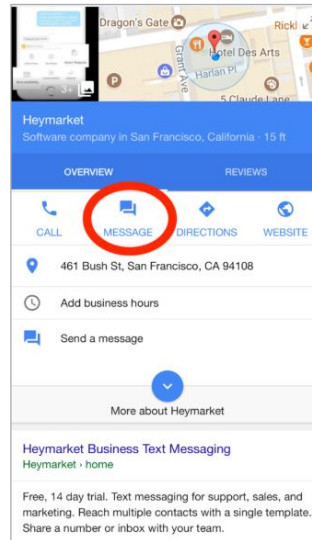 Dragon's Gate
Rickl
Grant Ave
Hotel Des Arts
Harlan Pl
5 Claude Lane
3+
Heymarket
Software company in San Francisco, California · 15 ft
OVERVIEW
REVIEWS
CALL
MESSAGE
DIRECTIONS
WEBSITE
461 Bush St, San Francisco, CA 94108
Add business hours
Send a message
More about Heymarket
Heymarket Business Text Messaging
Heymarket › home
Free, 14 day trial. Text messaging for support, sales, and
marketing. Reach multiple contacts with a single template.
Share a number or inbox with your team.